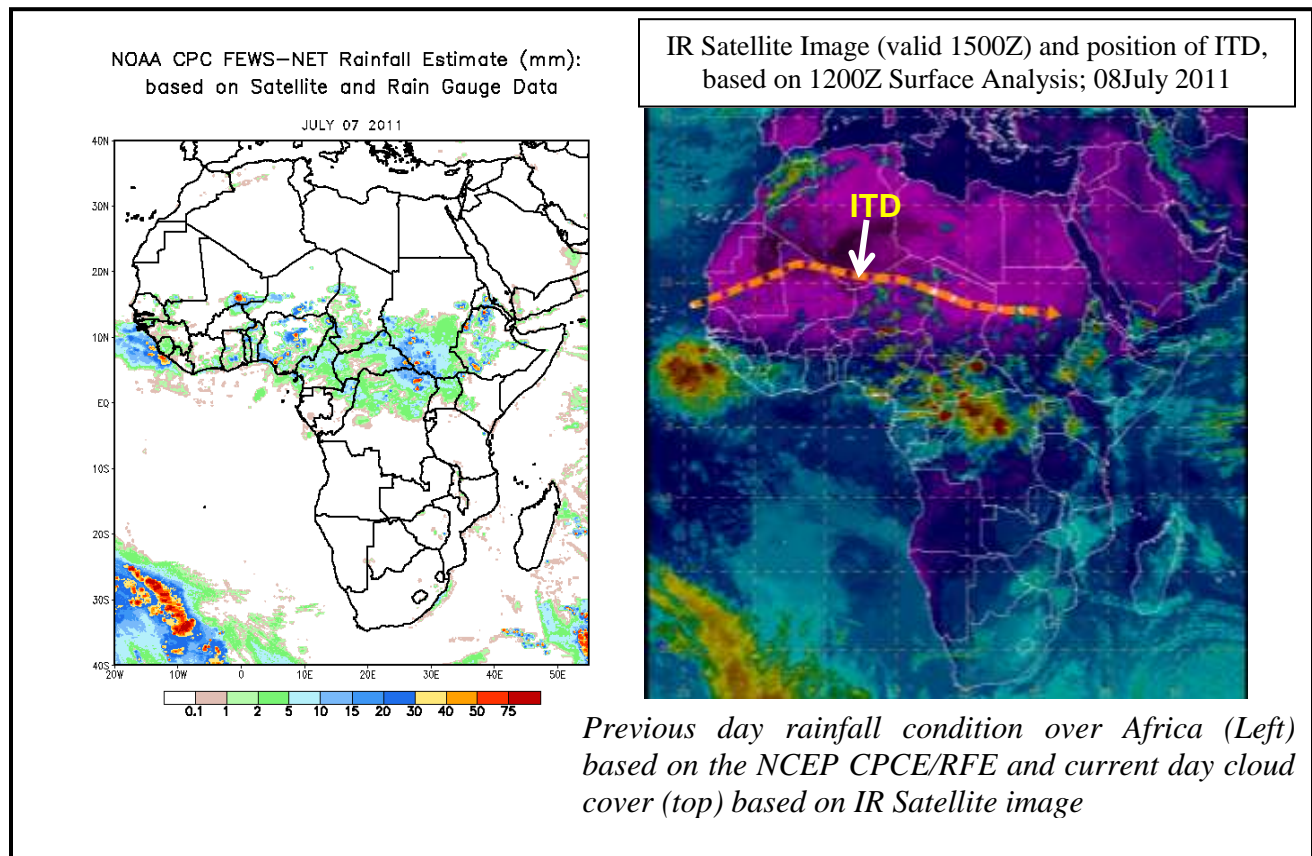 NOAA CPC FEWS-NET Rainfall Estimate (mm):
based on Satellite and Rain Gauge Data
JULY 07 2011
40N
30N
20N
10N
EQ
10S
20S
30S
40S
20W 10W 0 10E 20E 30E 40E 50E
0.1 1 2 5 10 15 20 30 40 50 75
IR Satellite Image (valid 1500Z) and position of ITD,
based on 1200Z Surface Analysis; 08July 2011
ITD
Previous day rainfall condition over Africa (Left)
based on the NCEP CPCE/RFE and current day cloud
cover (top) based on IR Satellite image